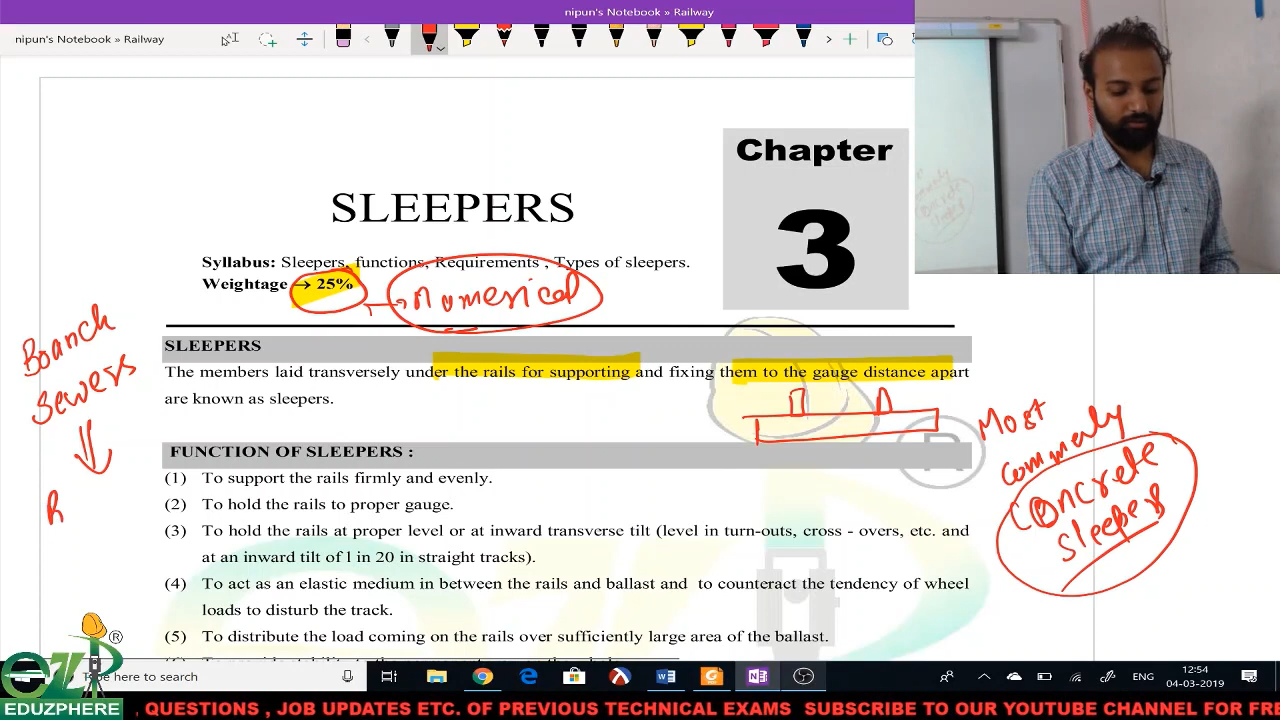 nipun's Notebook » Railway
nipun's Notebook » Railway
Chapter
3
SLEEPERS
Syllabus: Sleepers, functions, Requirements , Types of sleepers.
Weightage → 25%
Numerical
SLEEPERS
The members laid transversely under the rails for supporting and fixing them to the gauge distance apart
are known as sleepers.
Branch
Sewers
R
Most
commenly
Concrete
Sleepers
FUNCTION OF SLEEPERS :
(1) To support the rails firmly and evenly.
(2) To hold the rails to proper gauge.
(3) To hold the rails at proper level or at inward transverse tilt (level in turn-outs, cross - overs, etc. and
at an inward tilt of l in 20 in straight tracks).
(4) To act as an elastic medium in between the rails and ballast and to counteract the tendency of wheel
loads to disturb the track.
(5) To distribute the load coming on the rails over sufficiently large area of the ballast.
R
ezp
ype here to search
ENG
12:54
04-03-2019
EDUZPHERE
, QUESTIONS , JOB UPDATES ETC. OF PREVIOUS TECHNICAL EXAMS SUBSCRIBE TO OUR YOUTUBE CHANNEL FOR FRE